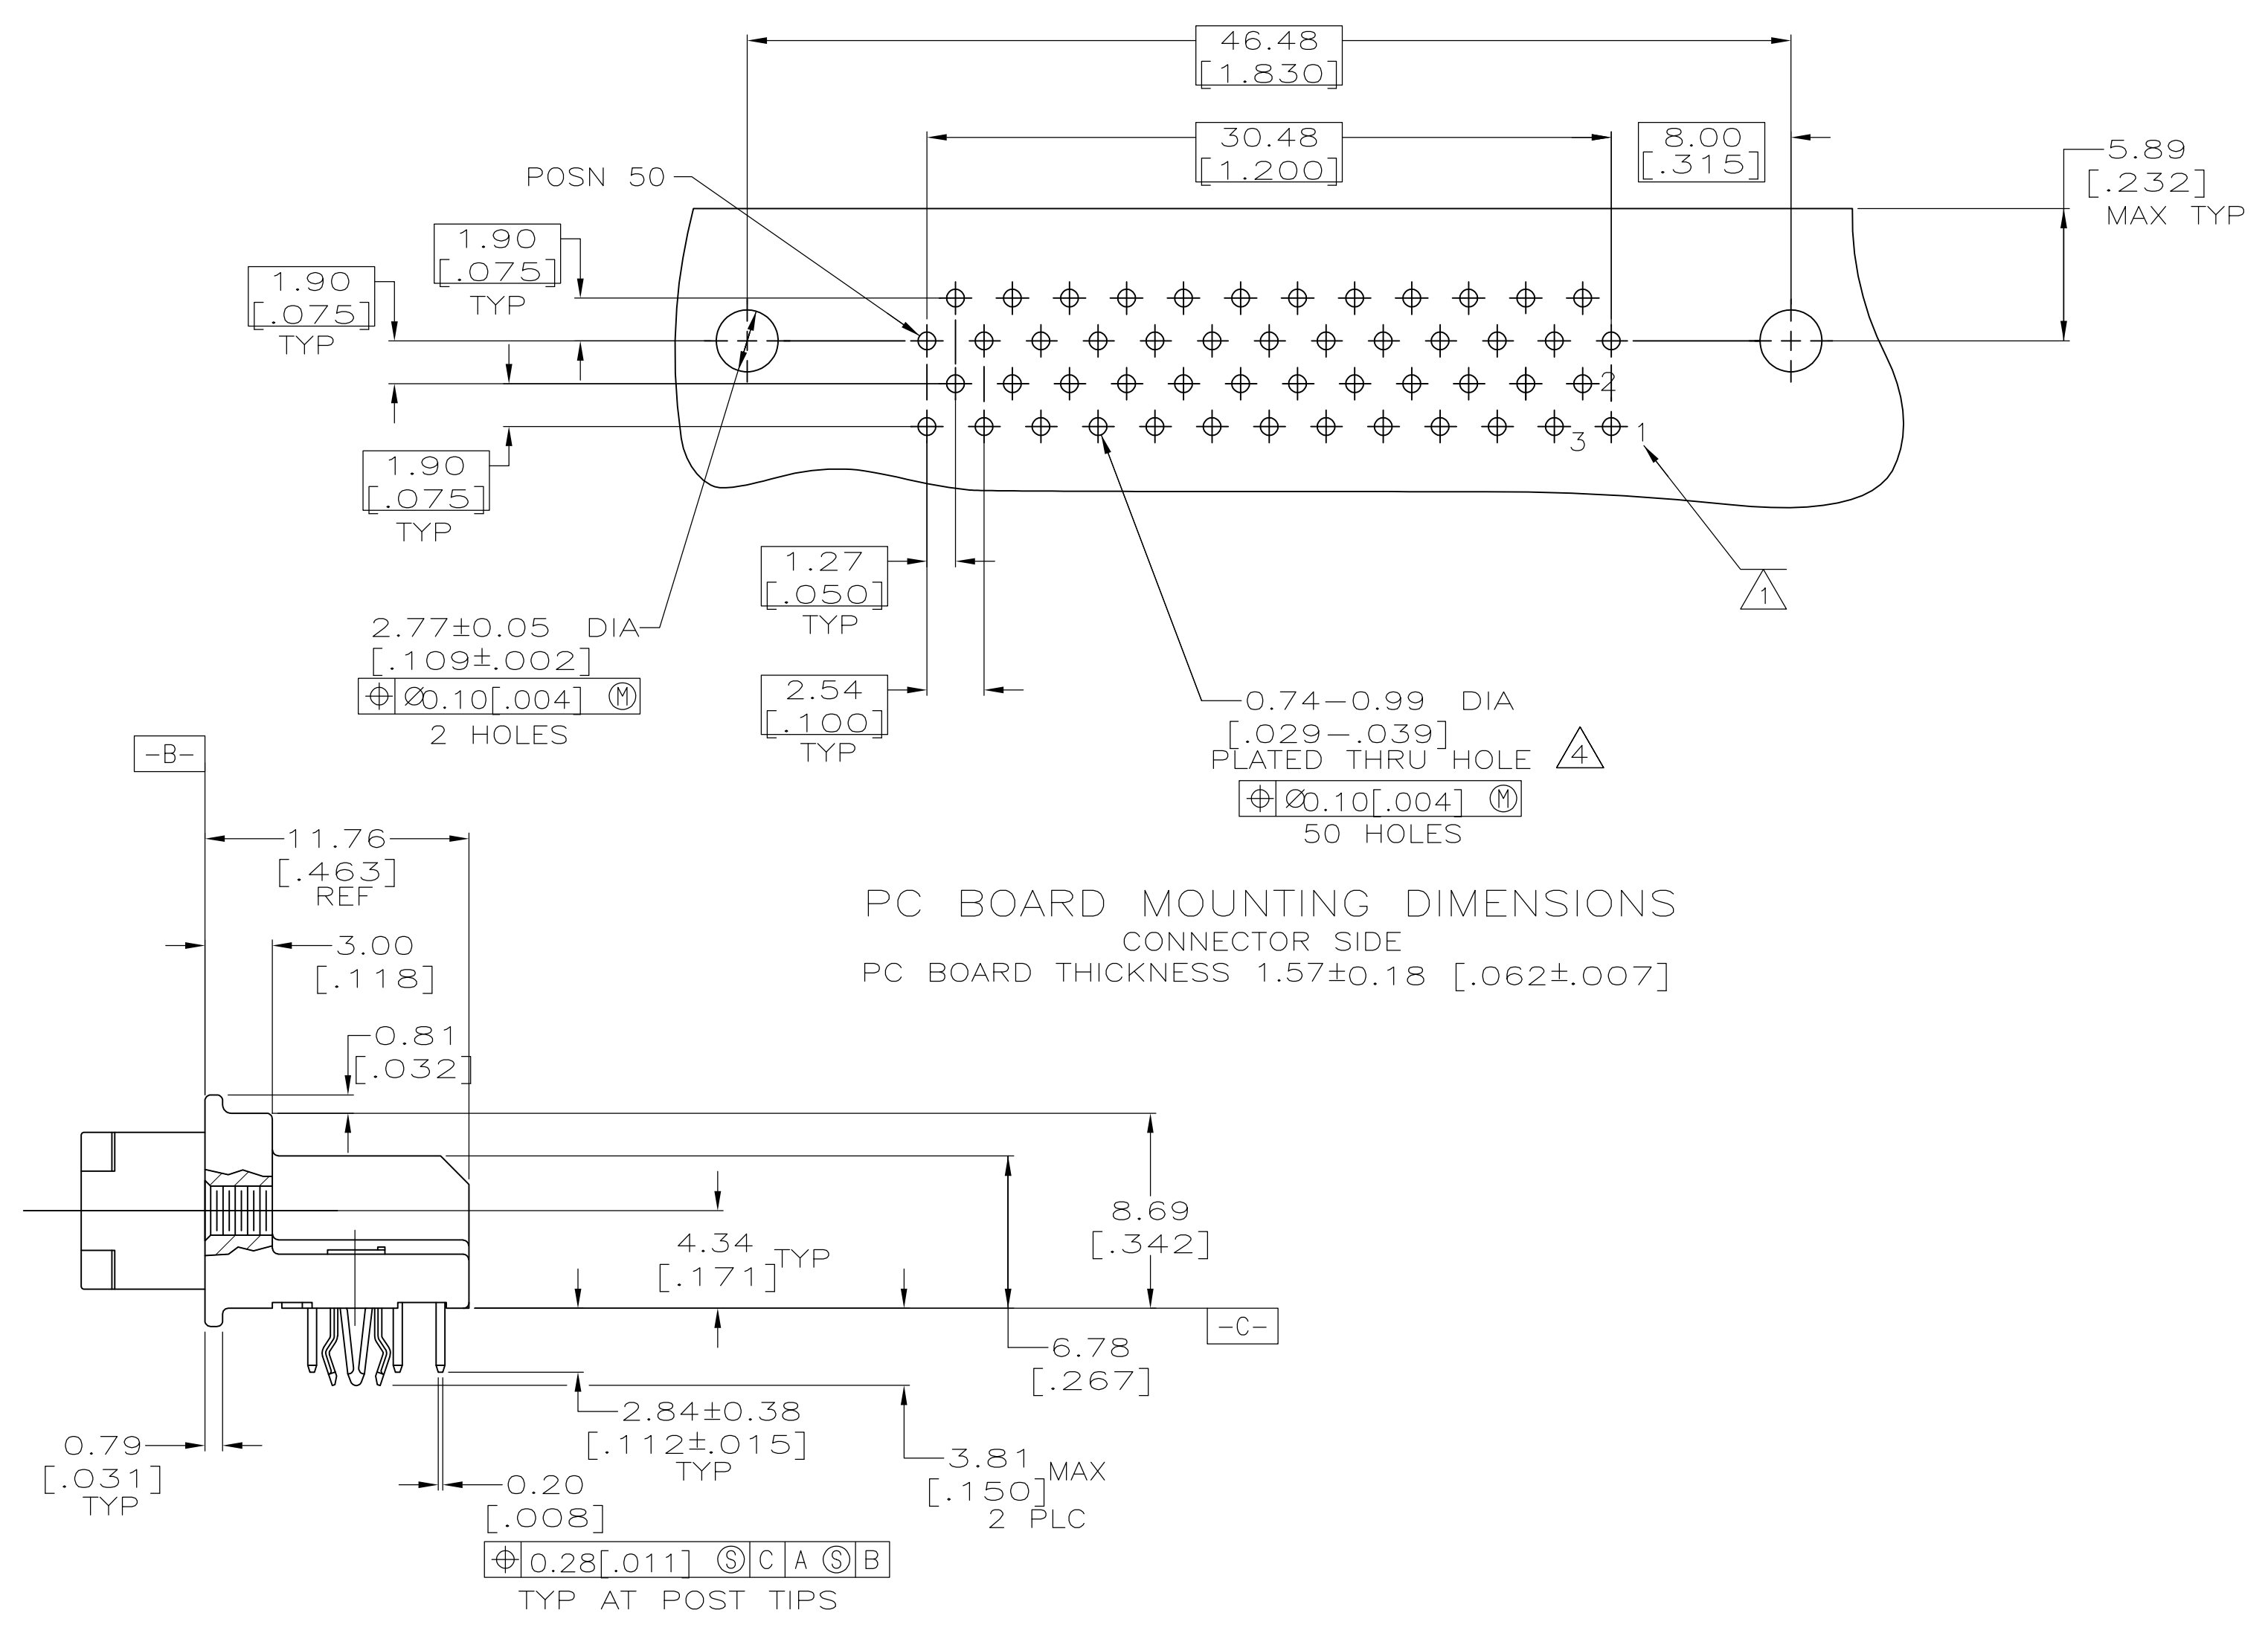 46.48
[1.830]
30.48
[1.200]
8.00
[.315]
5.89
[.232]
MAX TYP
POSN 50
1.90
[.075]
TYP
1.90
[.075]
TYP
2
3
1
1.90
[.075]
TYP
1.27
[.050]
TYP
1
2.77±0.05 DIA
[.109±.002]
⌖ Ø0.10[.004] Ⓜ
2 HOLES
2.54
[.100]
TYP
0.74-0.99 DIA
[.029-.039]
PLATED THRU HOLE 4
⌖ Ø0.10[.004] Ⓜ
50 HOLES
-B-
11.76
[.463]
REF
PC BOARD MOUNTING DIMENSIONS
CONNECTOR SIDE
PC BOARD THICKNESS 1.57±0.18 [.062±.007]
3.00
[.118]
0.81
[.032]
8.69
[.342]
4.34
[.171] TYP
-C-
6.78
[.267]
2.84±0.38
[.112±.015]
TYP
0.79
[.031]
TYP
3.81
[.150] MAX
2 PLC
0.20
[.008]
⌖ 0.28[.011] Ⓢ C A Ⓢ B
TYP AT POST TIPS